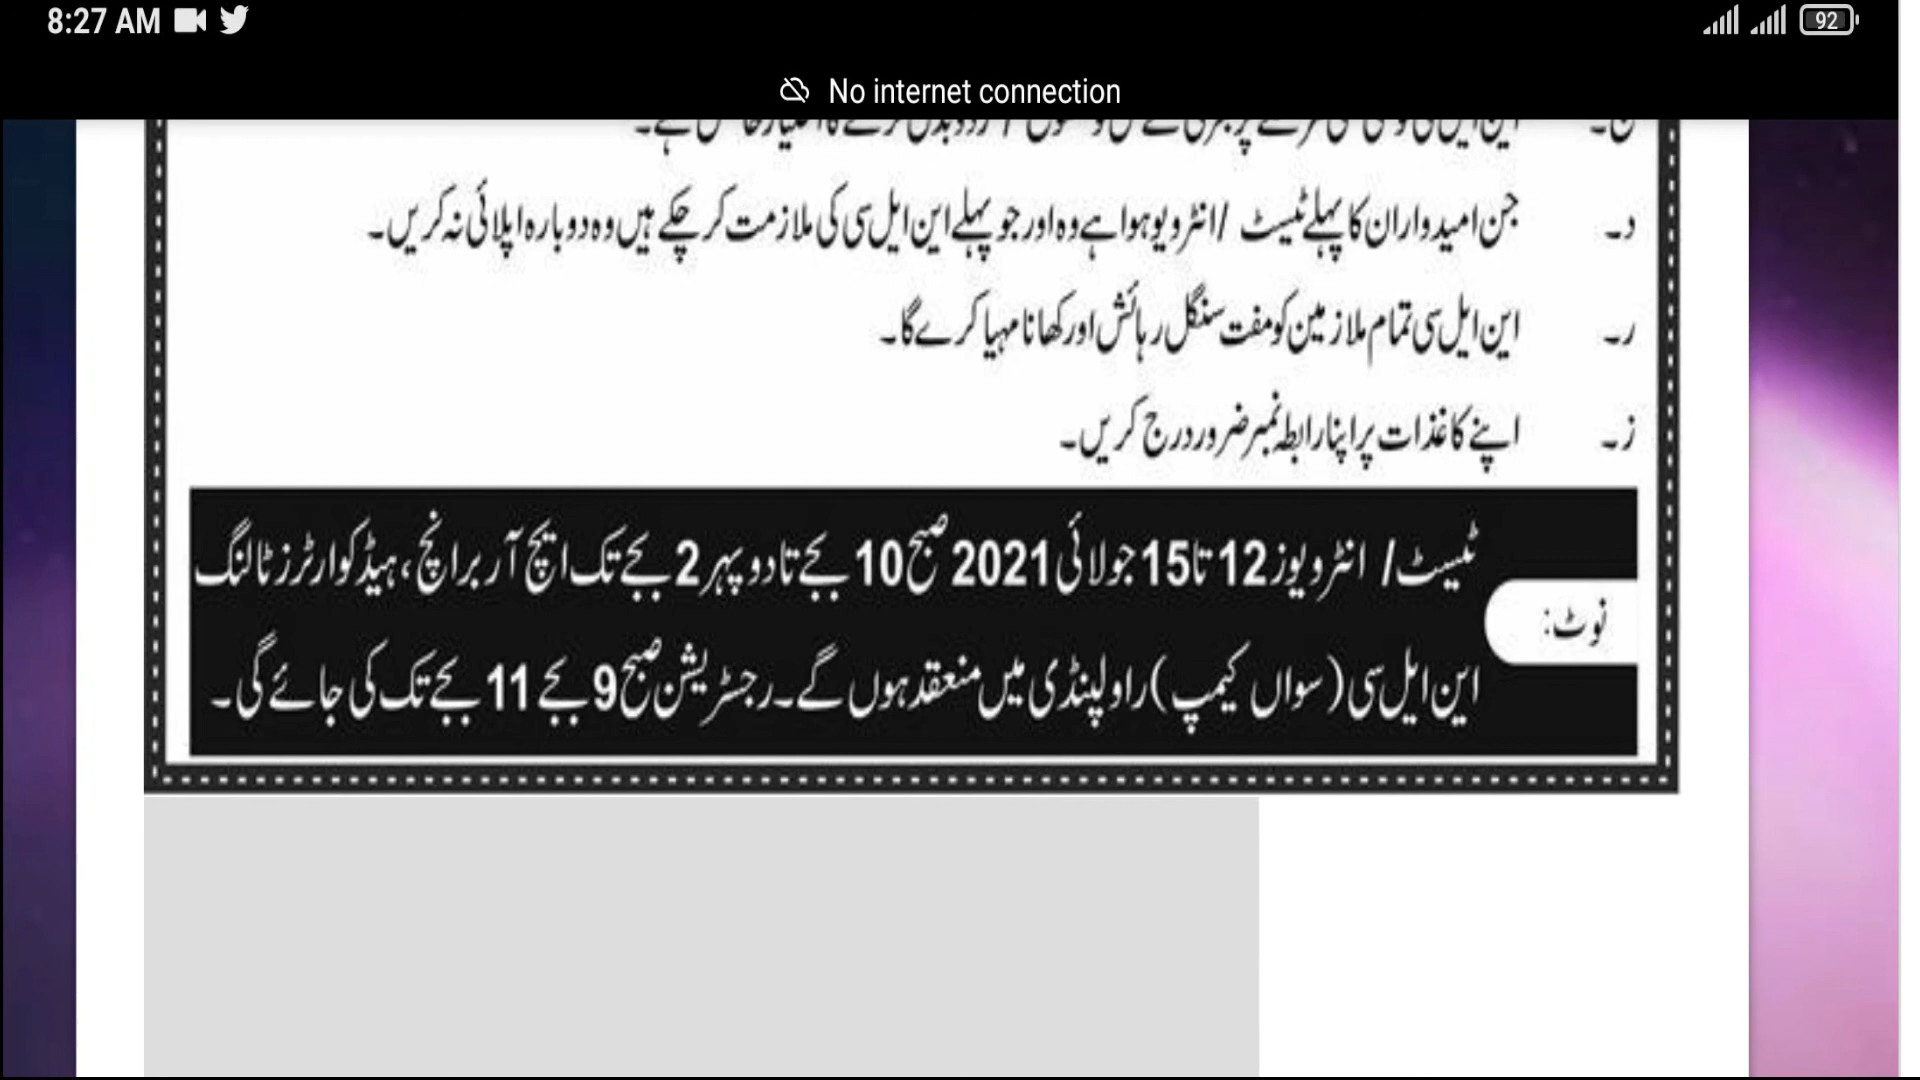 8:27 AM
92
No internet connection
د۔ جن امیدواران کا پہلے ٹیسٹ / انٹرویو ہوا ہے وہ اور جو پہلے این ایل سی کی ملازمت کر چکے ہیں وہ دوبارہ اپلائی نہ کریں۔
ر۔ این ایل سی تمام ملازمین کو مفت سنگل رہائش اور کھانا مہیا کرے گا۔
ز۔ اپنے کاغذات پر اپنا رابطہ نمبر ضرور درج کریں۔
نوٹ:
ٹیسٹ / انٹرویوز 12 تا 15 جولائی 2021 صبح 10 بجے تا دوپہر 2 بجے تک ایچ آر برانچ، ہیڈکوارٹرز ٹالنگ
این ایل سی (سواں کیمپ) راولپنڈی میں منعقد ہوں گے۔ رجسٹریشن صبح 9 بجے 11 بجے تک کی جائے گی۔